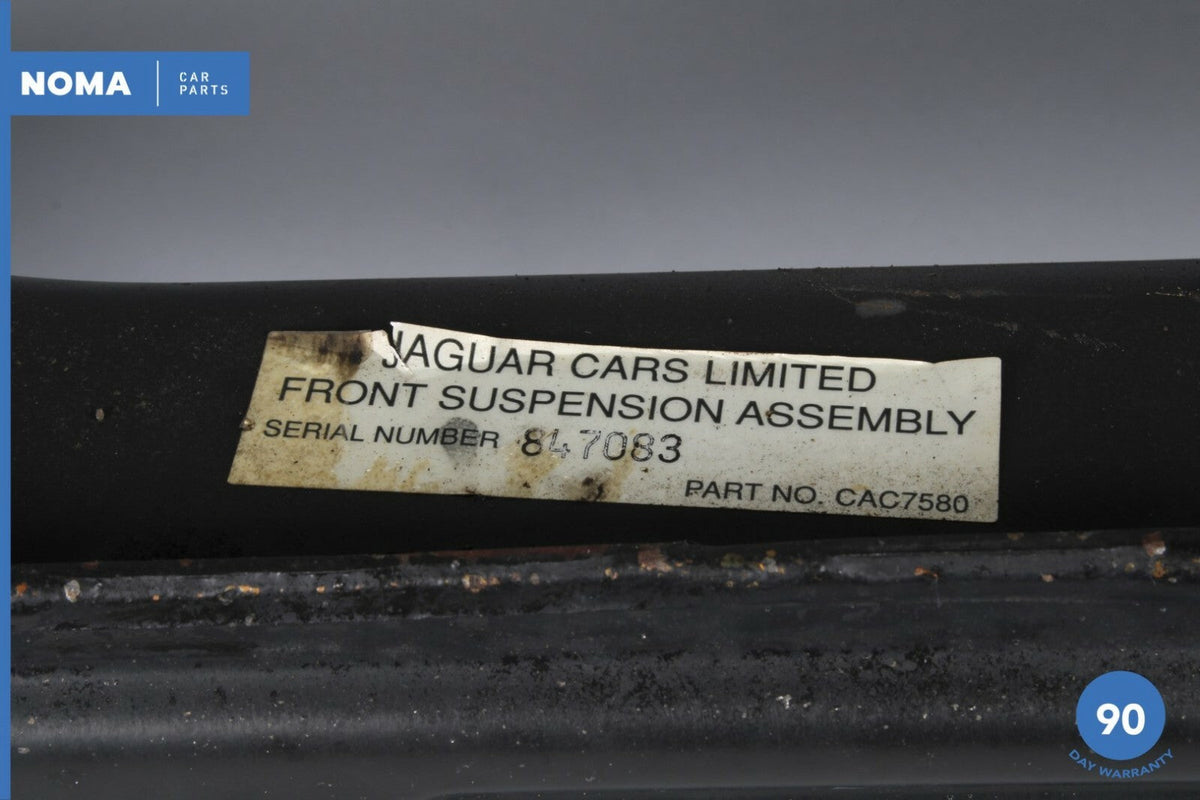 NOMA
CAR
PARTS
JAGUAR CARS LIMITED
FRONT SUSPENSION ASSEMBLY
SERIAL NUMBER 847083
PART NO. CAC7580
90
DAY WARRANTY